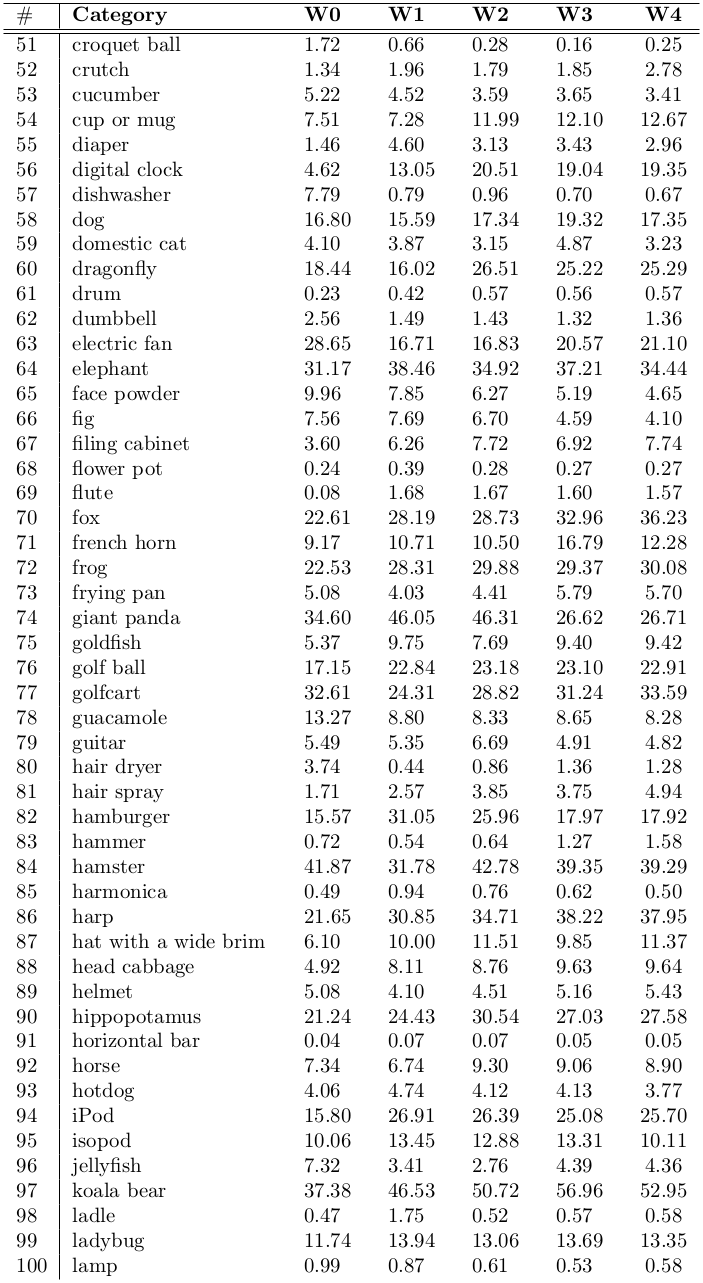 # Category W0 W1 W2 W3 W4
51 croquet ball 1.72 0.66 0.28 0.16 0.25
52 crutch 1.34 1.96 1.79 1.85 2.78
53 cucumber 5.22 4.52 3.59 3.65 3.41
54 cup or mug 7.51 7.28 11.99 12.10 12.67
55 diaper 1.46 4.60 3.13 3.43 2.96
56 digital clock 4.62 13.05 20.51 19.04 19.35
57 dishwasher 7.79 0.79 0.96 0.70 0.67
58 dog 16.80 15.59 17.34 19.32 17.35
59 domestic cat 4.10 3.87 3.15 4.87 3.23
60 dragonfly 18.44 16.02 26.51 25.22 25.29
61 drum 0.23 0.42 0.57 0.56 0.57
62 dumbbell 2.56 1.49 1.43 1.32 1.36
63 electric fan 28.65 16.71 16.83 20.57 21.10
64 elephant 31.17 38.46 34.92 37.21 34.44
65 face powder 9.96 7.85 6.27 5.19 4.65
66 fig 7.56 7.69 6.70 4.59 4.10
67 filing cabinet 3.60 6.26 7.72 6.92 7.74
68 flower pot 0.24 0.39 0.28 0.27 0.27
69 flute 0.08 1.68 1.67 1.60 1.57
70 fox 22.61 28.19 28.73 32.96 36.23
71 french horn 9.17 10.71 10.50 16.79 12.28
72 frog 22.53 28.31 29.88 29.37 30.08
73 frying pan 5.08 4.03 4.41 5.79 5.70
74 giant panda 34.60 46.05 46.31 26.62 26.71
75 goldfish 5.37 9.75 7.69 9.40 9.42
76 golf ball 17.15 22.84 23.18 23.10 22.91
77 golfcart 32.61 24.31 28.82 31.24 33.59
78 guacamole 13.27 8.80 8.33 8.65 8.28
79 guitar 5.49 5.35 6.69 4.91 4.82
80 hair dryer 3.74 0.44 0.86 1.36 1.28
81 hair spray 1.71 2.57 3.85 3.75 4.94
82 hamburger 15.57 31.05 25.96 17.97 17.92
83 hammer 0.72 0.54 0.64 1.27 1.58
84 hamster 41.87 31.78 42.78 39.35 39.29
85 harmonica 0.49 0.94 0.76 0.62 0.50
86 harp 21.65 30.85 34.71 38.22 37.95
87 hat with a wide brim 6.10 10.00 11.51 9.85 11.37
88 head cabbage 4.92 8.11 8.76 9.63 9.64
89 helmet 5.08 4.10 4.51 5.16 5.43
90 hippopotamus 21.24 24.43 30.54 27.03 27.58
91 horizontal bar 0.04 0.07 0.07 0.05 0.05
92 horse 7.34 6.74 9.30 9.06 8.90
93 hotdog 4.06 4.74 4.12 4.13 3.77
94 iPod 15.80 26.91 26.39 25.08 25.70
95 isopod 10.06 13.45 12.88 13.31 10.11
96 jellyfish 7.32 3.41 2.76 4.39 4.36
97 koala bear 37.38 46.53 50.72 56.96 52.95
98 ladle 0.47 1.75 0.52 0.57 0.58
99 ladybug 11.74 13.94 13.06 13.69 13.35
100 lamp 0.99 0.87 0.61 0.53 0.58